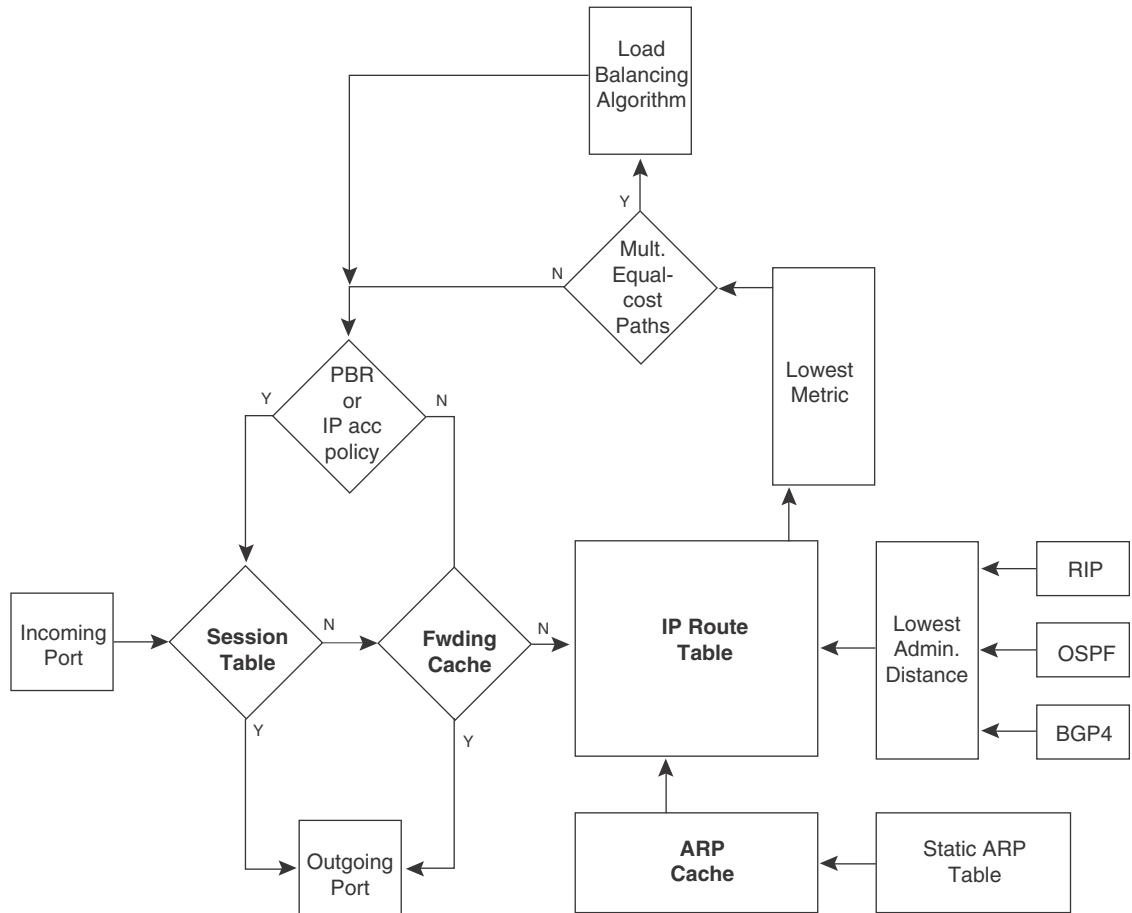 Load
Balancing
Algorithm
Y
Mult.
Equal-
cost
Paths
N
Lowest
Metric
PBR
or
IP acc
policy
Y
N
Incoming
Port
Session
Table
N
Y
Fwding
Cache
N
Y
IP Route
Table
Lowest
Admin.
Distance
RIP
OSPF
BGP4
Outgoing
Port
ARP
Cache
Static ARP
Table